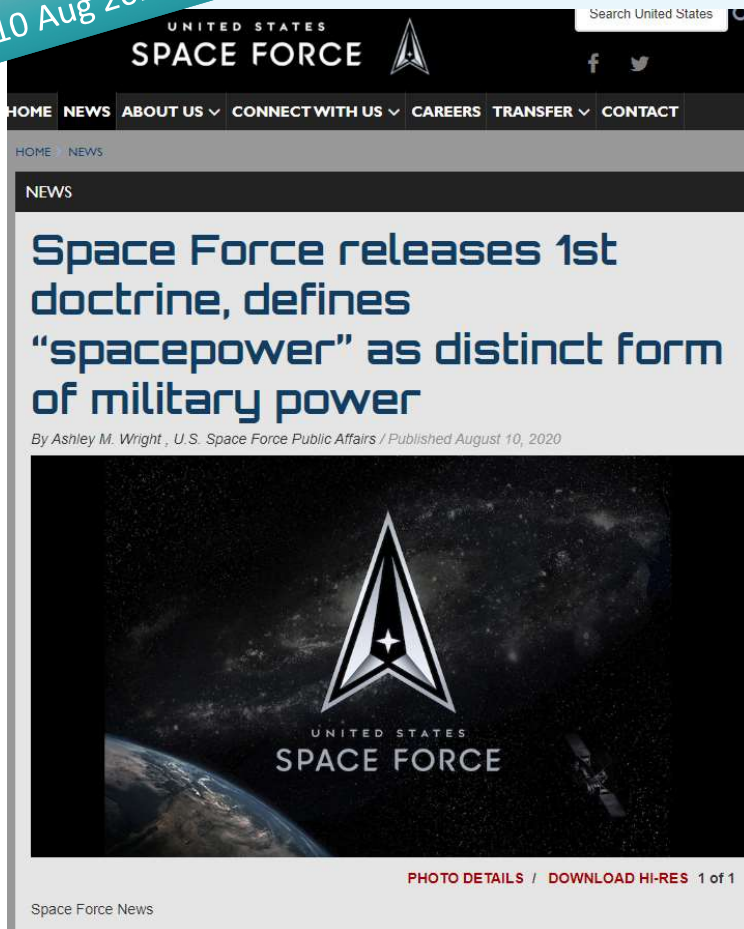 10 Aug
UNITED STATES
SPACE FORCE
Search United States
HOME NEWS ABOUT US CONNECT WITH US CAREERS TRANSFER CONTACT
HOME NEWS
NEWS
Space Force releases 1st
doctrine, defines
“spacepower” as distinct form
of military power
By Ashley M. Wright , U.S. Space Force Public Affairs / Published August 10, 2020
UNITED STATES
SPACE FORCE
PHOTO DETAILS / DOWNLOAD HI-RES 1 of 1
Space Force News